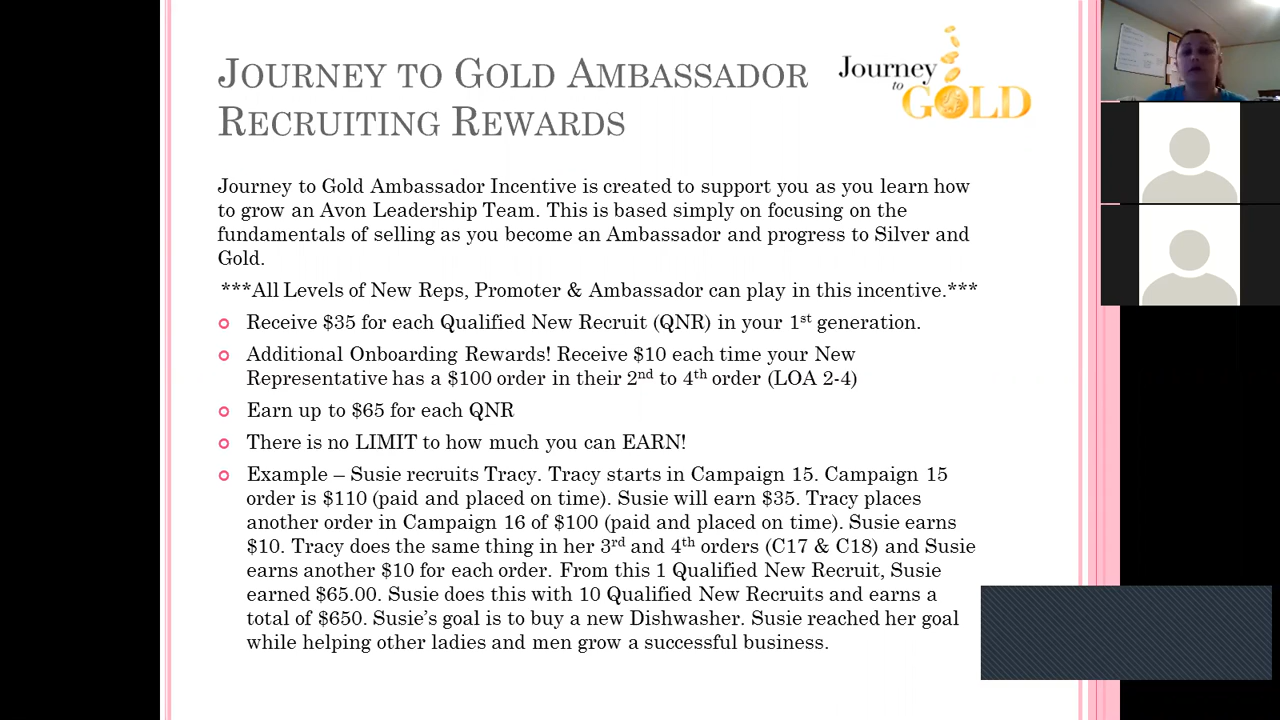 JOURNEY TO GOLD AMBASSADOR
RECRUITING REWARDS
Journey
to
GOLD
Journey to Gold Ambassador Incentive is created to support you as you learn how
to grow an Avon Leadership Team. This is based simply on focusing on the
fundamentals of selling as you become an Ambassador and progress to Silver and
Gold.
***All Levels of New Reps, Promoter & Ambassador can play in this incentive.***
Receive $35 for each Qualified New Recruit (QNR) in your 1st generation.
Additional Onboarding Rewards! Receive $10 each time your New
Representative has a $100 order in their 2nd to 4th order (LOA 2-4)
Earn up to $65 for each QNR
There is no LIMIT to how much you can EARN!
Example – Susie recruits Tracy. Tracy starts in Campaign 15. Campaign 15
order is $110 (paid and placed on time). Susie will earn $35. Tracy places
another order in Campaign 16 of $100 (paid and placed on time). Susie earns
$10. Tracy does the same thing in her 3rd and 4th orders (C17 & C18) and Susie
earns another $10 for each order. From this 1 Qualified New Recruit, Susie
earned $65.00. Susie does this with 10 Qualified New Recruits and earns a
total of $650. Susie’s goal is to buy a new Dishwasher. Susie reached her goal
while helping other ladies and men grow a successful business.